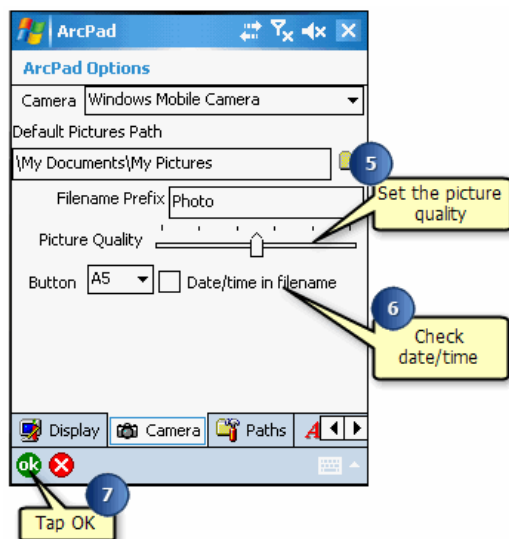 ArcPad
ArcPad Options
Camera Windows Mobile Camera
Default Pictures Path
\My Documents\My Pictures
5
Set the picture
quality
Filename Prefix Photo
Picture Quality
Button A5 Date/time in filename
6
Check
date/time
Display Camera Paths A
ok
7
Tap OK